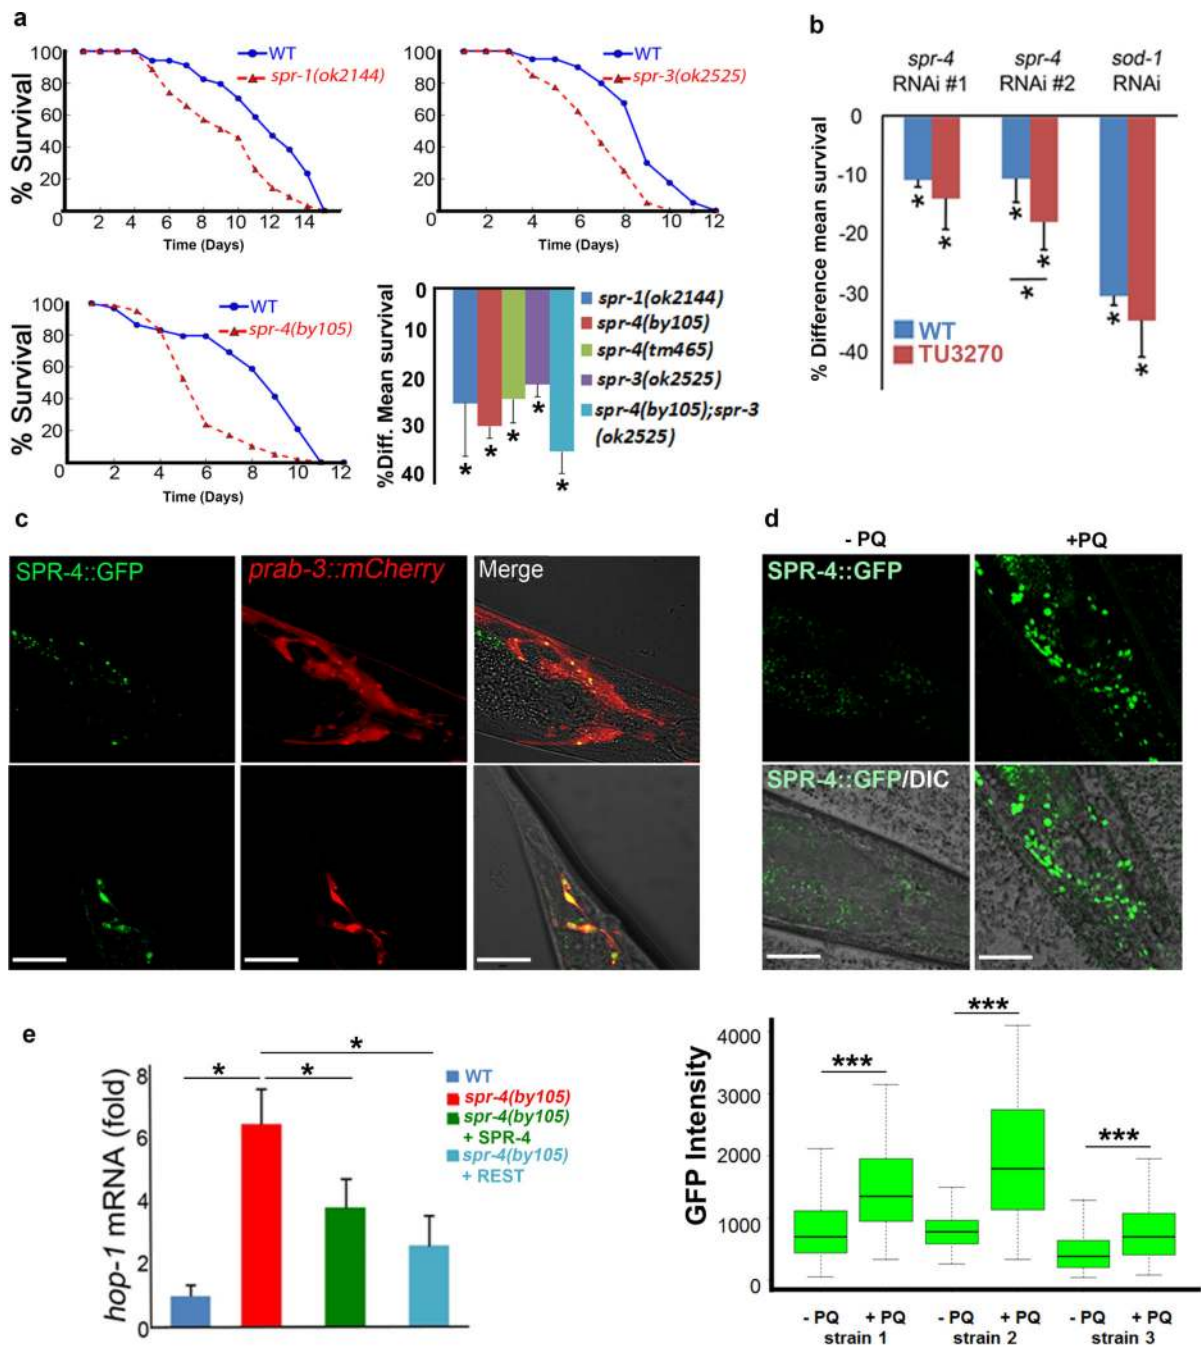 a
100
80
60
40
20
0
% Survival
2 4 6 8 10 12 14
Time (Days)
WT
spr-1(ok2144)
100
80
60
40
20
0
% Survival
2 4 6 8 10 12
Time (Days)
WT
spr-3(ok2525)
100
80
60
40
20
0
% Survival
2 4 6 8 10 12
Time (Days)
WT
spr-4(by105)
0
10
20
30
40
%Diff. Mean survival
* * * * *
spr-1(ok2144)
spr-4(by105)
spr-4(tm465)
spr-3(ok2525)
spr-4(by105);spr-3
(ok2525)
b
spr-4 spr-4 sod-1
RNAi #1 RNAi #2 RNAi
0
-10
-20
-30
-40
% Difference mean survival
* * * * * * *
WT
TU3270
c
SPR-4::GFP
prab-3::mCherry
Merge
d
- PQ +PQ
SPR-4::GFP
SPR-4::GFP/DIC
e
8
6
4
2
0
hop-1 mRNA (fold)
* * *
WT
spr-4(by105)
spr-4(by105)
+ SPR-4
spr-4(by105)
+ REST
4000
3000
2000
1000
0
GFP Intensity
*** *** ***
- PQ + PQ - PQ + PQ - PQ + PQ
strain 1 strain 2 strain 3